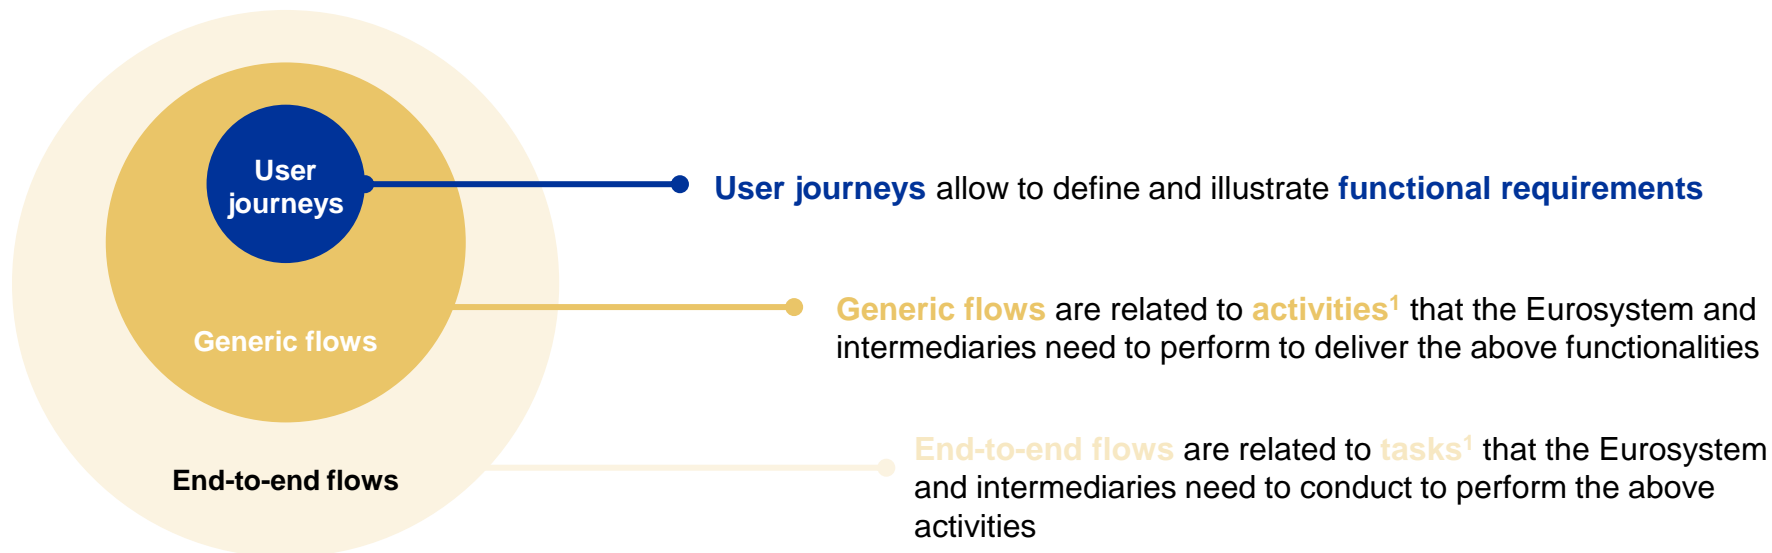 User
journeys
User journeys allow to define and illustrate functional requirements
Generic flows are related to activities¹ that the Eurosystem and
intermediaries need to perform to deliver the above functionalities
Generic flows
End-to-end flows are related to tasks¹ that the Eurosystem
and intermediaries need to conduct to perform the above
activities
End-to-end flows